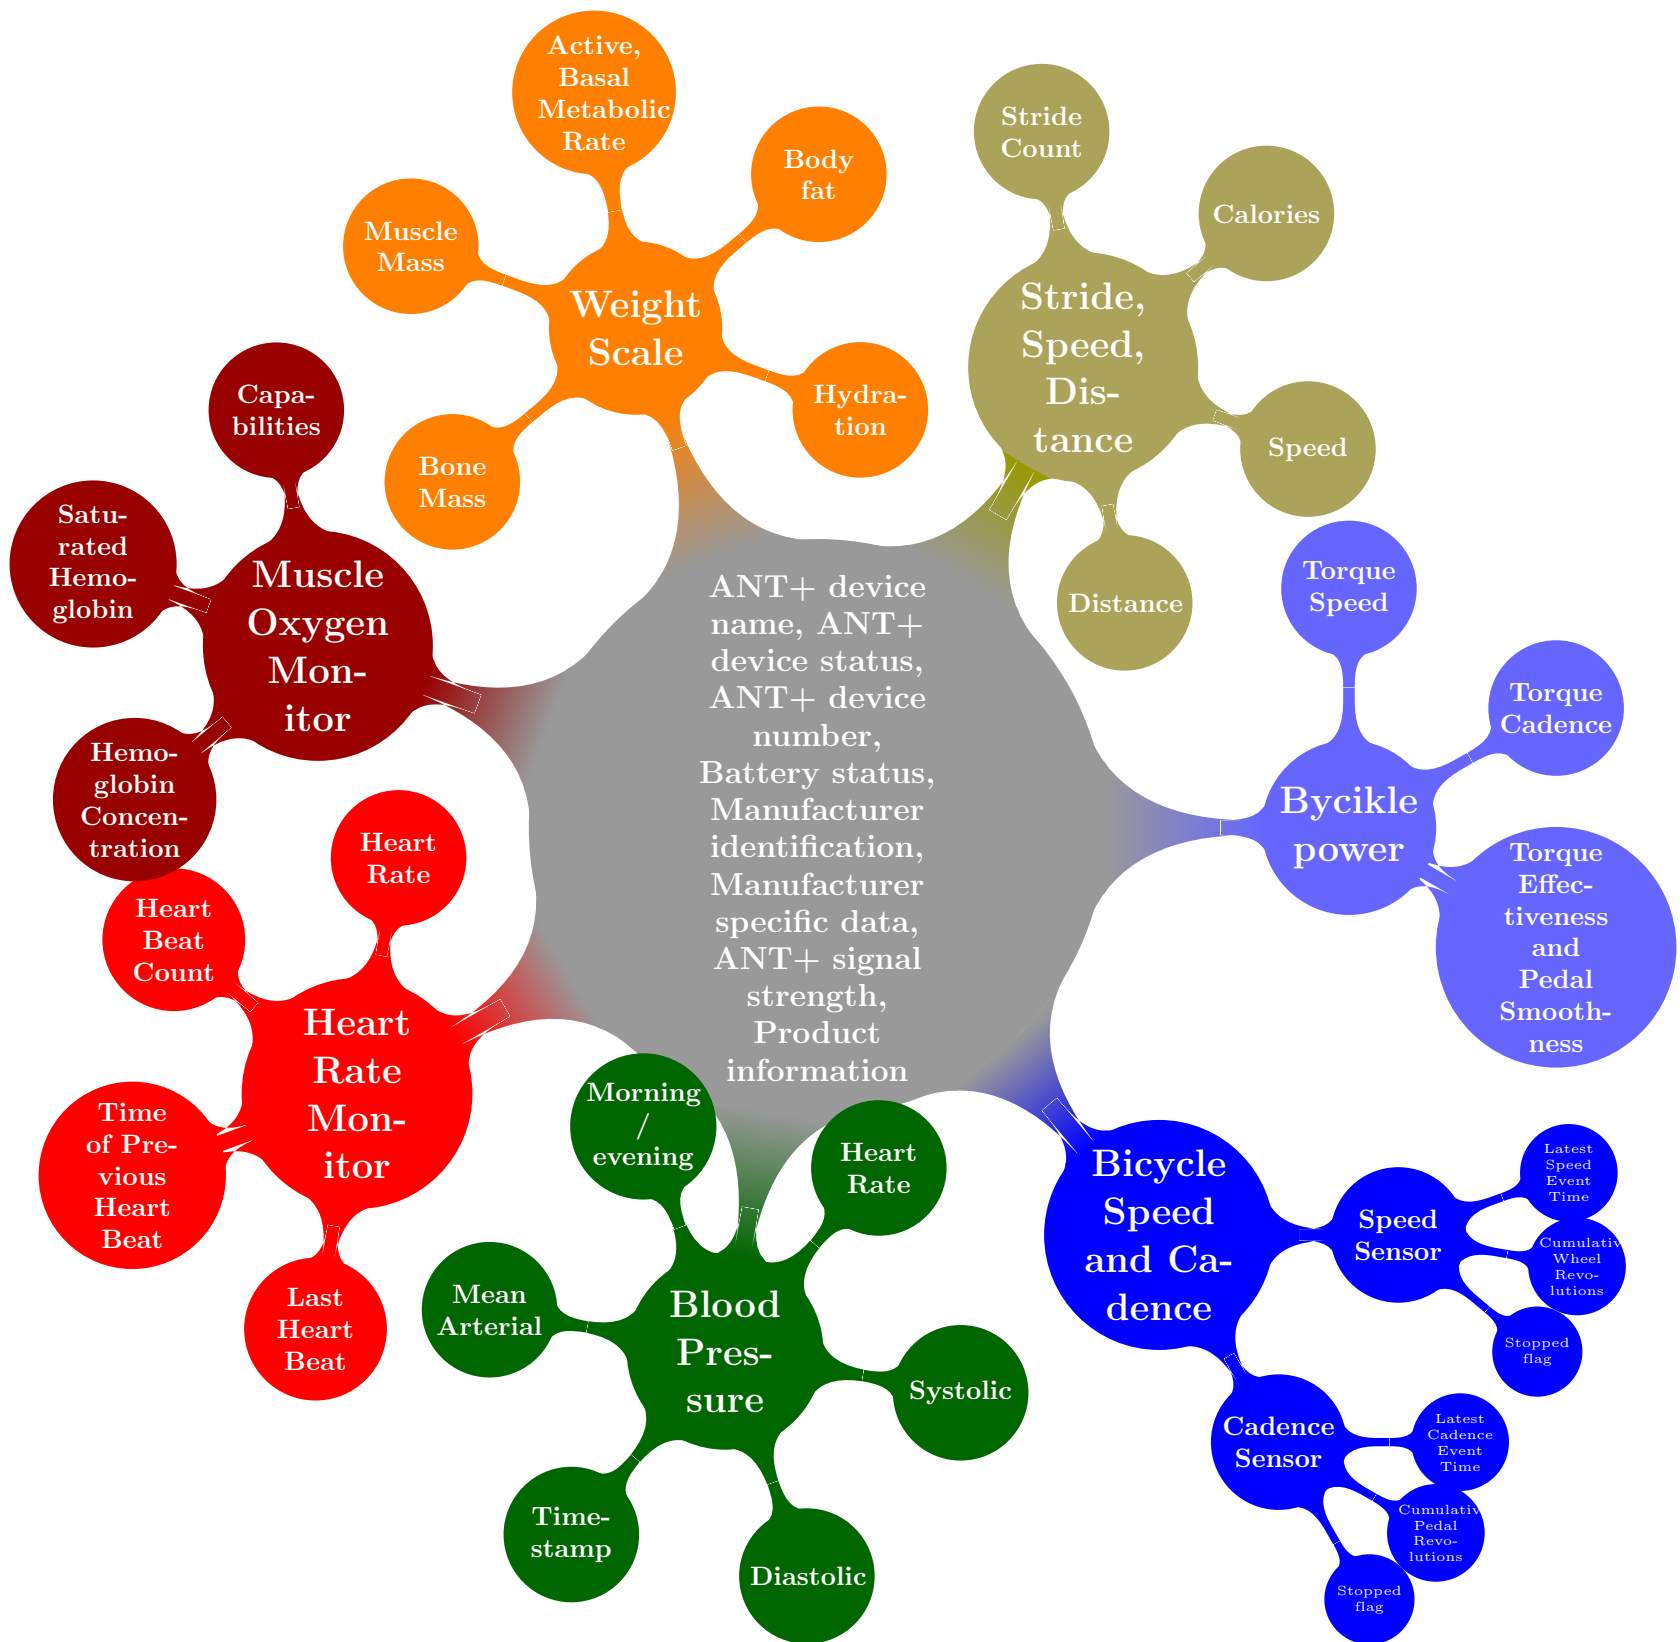 Active,
Basal
Metabolic
Rate
Body
fat
Muscle
Mass
Weight
Scale
Hydra-
tion
Bone
Mass
Stride
Count
Calories
Stride,
Speed,
Dis-
tance
Speed
Distance
Capa-
bilities
Satu-
rated
Hemo-
globin
Muscle
Oxygen
Mon-
itor
Hemo-
globin
Concen-
tration
ANT+ device
name, ANT+
device status,
ANT+ device
number,
Battery status,
Manufacturer
identification,
Manufacturer
specific data,
ANT+ signal
strength,
Product
information
Torque
Speed
Torque
Cadence
Bycikle
power
Torque
Effec-
tiveness
and
Pedal
Smooth-
ness
Heart
Rate
Heart
Beat
Count
Heart
Rate
Mon-
itor
Time
of Pre-
vious
Heart
Beat
Last
Heart
Beat
Morning
/
evening
Heart
Rate
Mean
Arterial
Blood
Pres-
sure
Systolic
Time-
stamp
Diastolic
Bicycle
Speed
and Ca-
dence
Speed
Sensor
Latest
Speed
Event
Time
Cumulativ
Wheel
Revo-
lutions
Stopped
flag
Cadence
Sensor
Latest
Cadence
Event
Time
Cumulativ
Pedal
Revo-
lutions
Stopped
flag